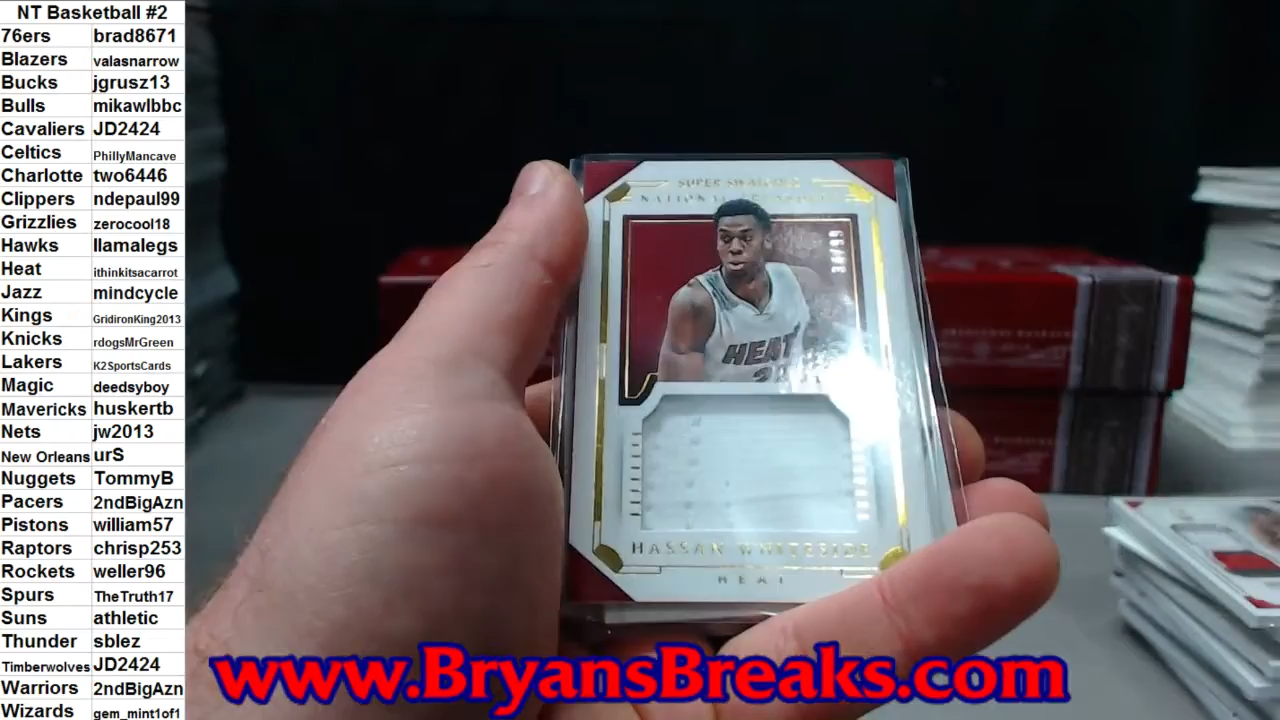 NT Basketball #2
76ers brad8671
Blazers valasnarrow
Bucks jgrusz13
Bulls mikawlbbc
Cavaliers JD2424
Celtics PhillyMancave
Charlotte two6446
Clippers ndepaul99
Grizzlies zerocool18
Hawks llamalegs
Heat ithinkitsacarrot
Jazz mindcycle
Kings GridironKing2013
Knicks rdogsMrGreen
Lakers K2SportsCards
Magic deedsyboy
Mavericks huskertb
Nets jw2013
New Orleans urS
Nuggets TommyB
Pacers 2ndBigAzn
Pistons william57
Raptors chrisp253
Rockets weller96
Spurs TheTruth17
Suns athletic
Thunder sblez
Timberwolves JD2424
Warriors 2ndBigAzn
Wizards gem_mint1of1
SUPER SWATCHES
NATIONAL TREASURES
HEAT
HASSAN WHITESIDE
HEAT
www.BryansBreaks.com